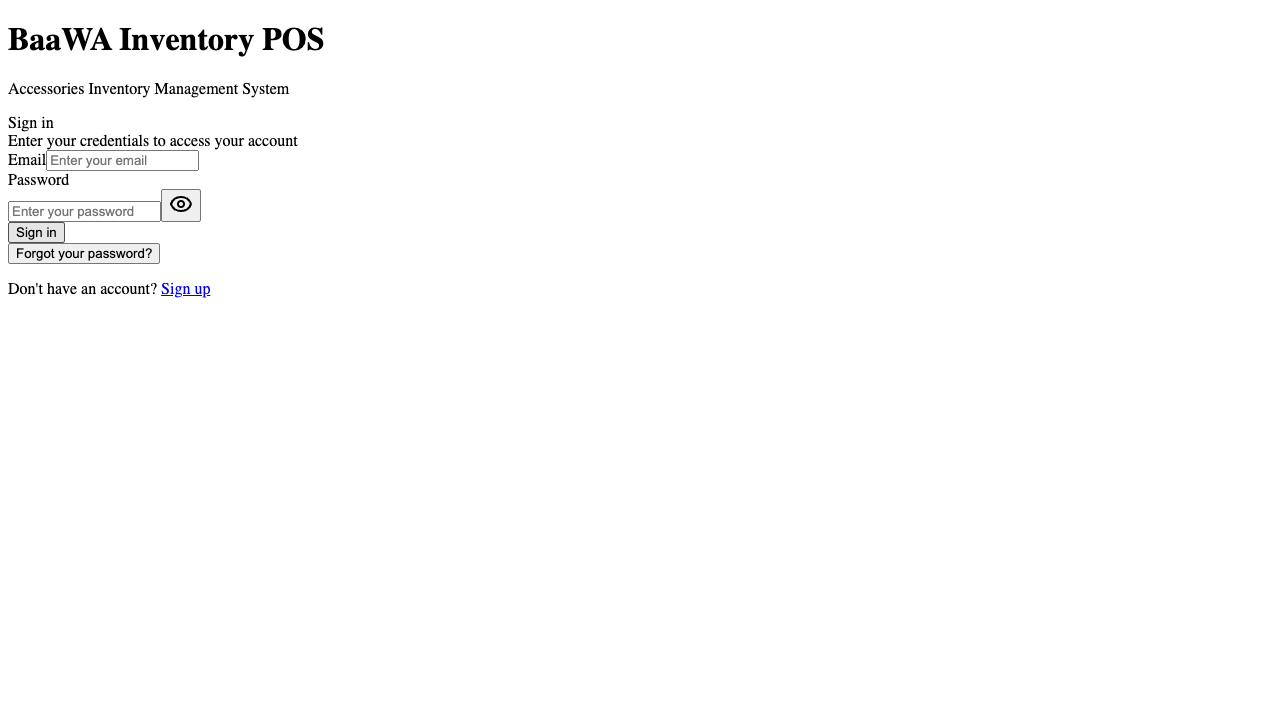 BaaWA Inventory POS
Accessories Inventory Management System
Sign in
Enter your credentials to access your account
Email Enter your email
Password
Enter your password
Sign in
Forgot your password?
Don't have an account? Sign up